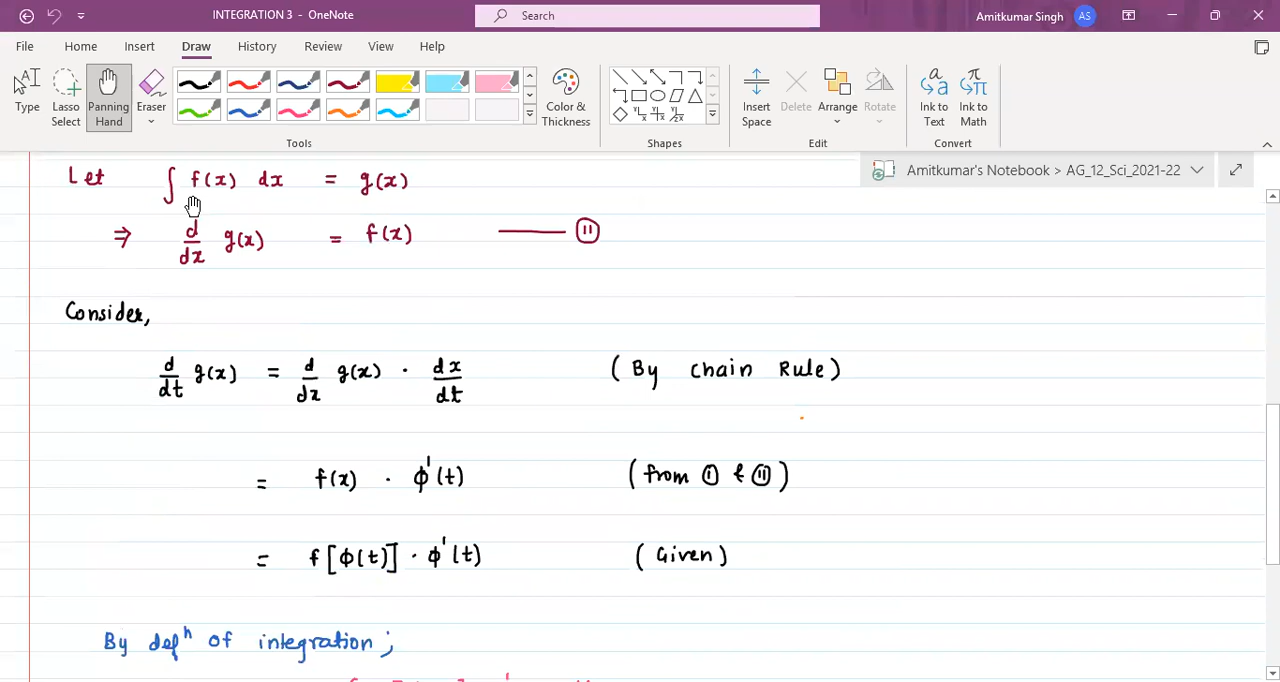 INTEGRATION 3 - OneNote
Search
Amitkumar Singh
AS
File Home Insert Draw History Review View Help
Type
Lasso Select
Panning Hand
Eraser
Color & Thickness
Insert Space
Delete
Arrange
Rotate
Ink to Text
Ink to Math
Tools
Shapes
Edit
Convert
Amitkumar's Notebook > AG_12_Sci_2021-22
Let ∫ f(x) dx = g(x)
⇒ d/dx g(x) = f(x) —— Ⓘⓘ
Consider,
d/dt g(x) = d/dx g(x) · dx/dt (By chain Rule)
= f(x) · ϕ'(t) (from ① & ⑪)
= f[ϕ(t)] · ϕ'(t) (Given)
By defⁿ of integration ;